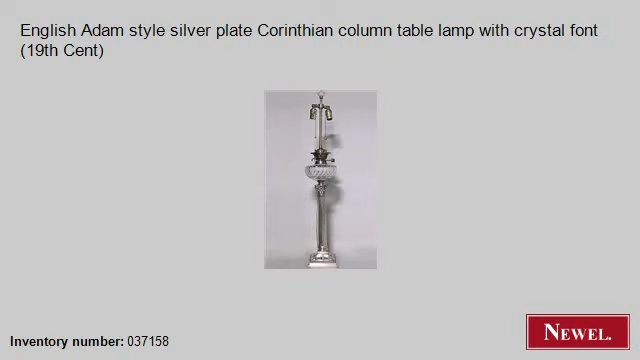 English Adam style silver plate Corinthian column table lamp with crystal font
(19th Cent)
Inventory number: 037158
NEWEL.